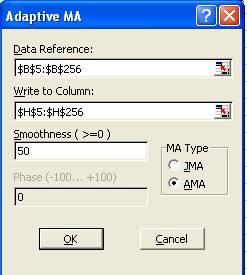 Adaptive MA
Data Reference:
$B$5:$B$256
Write to Column:
$H$5:$H$256
Smoothness ( >=0 )
50
MA Type
JMA
AMA
Phase (-100... +100)
0
OK
Cancel